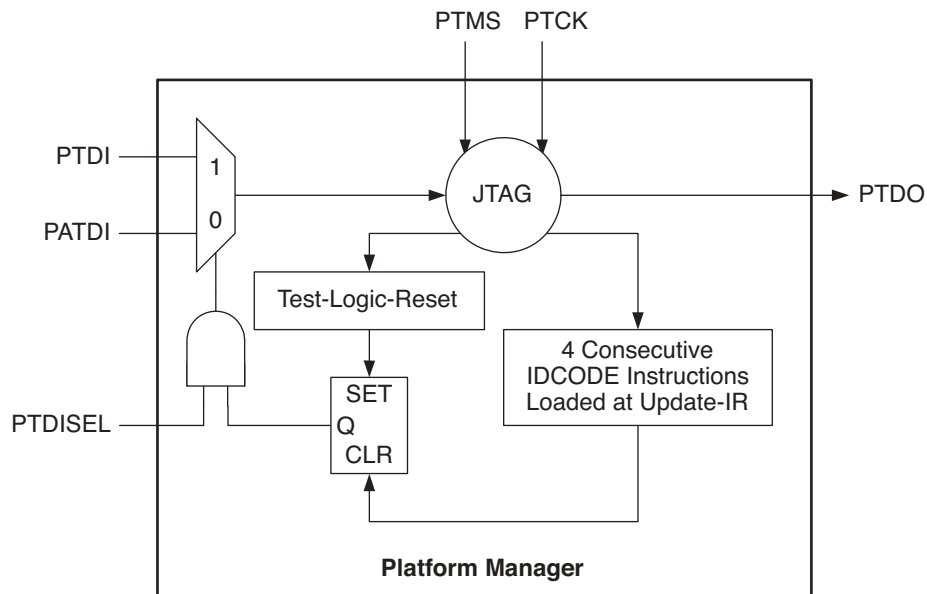 PTMS
PTCK
PTDI
1
JTAG
PTDO
0
PATDI
Test-Logic-Reset
4 Consecutive
IDCODE Instructions
Loaded at Update-IR
SET
PTDISEL
Q
CLR
Platform Manager